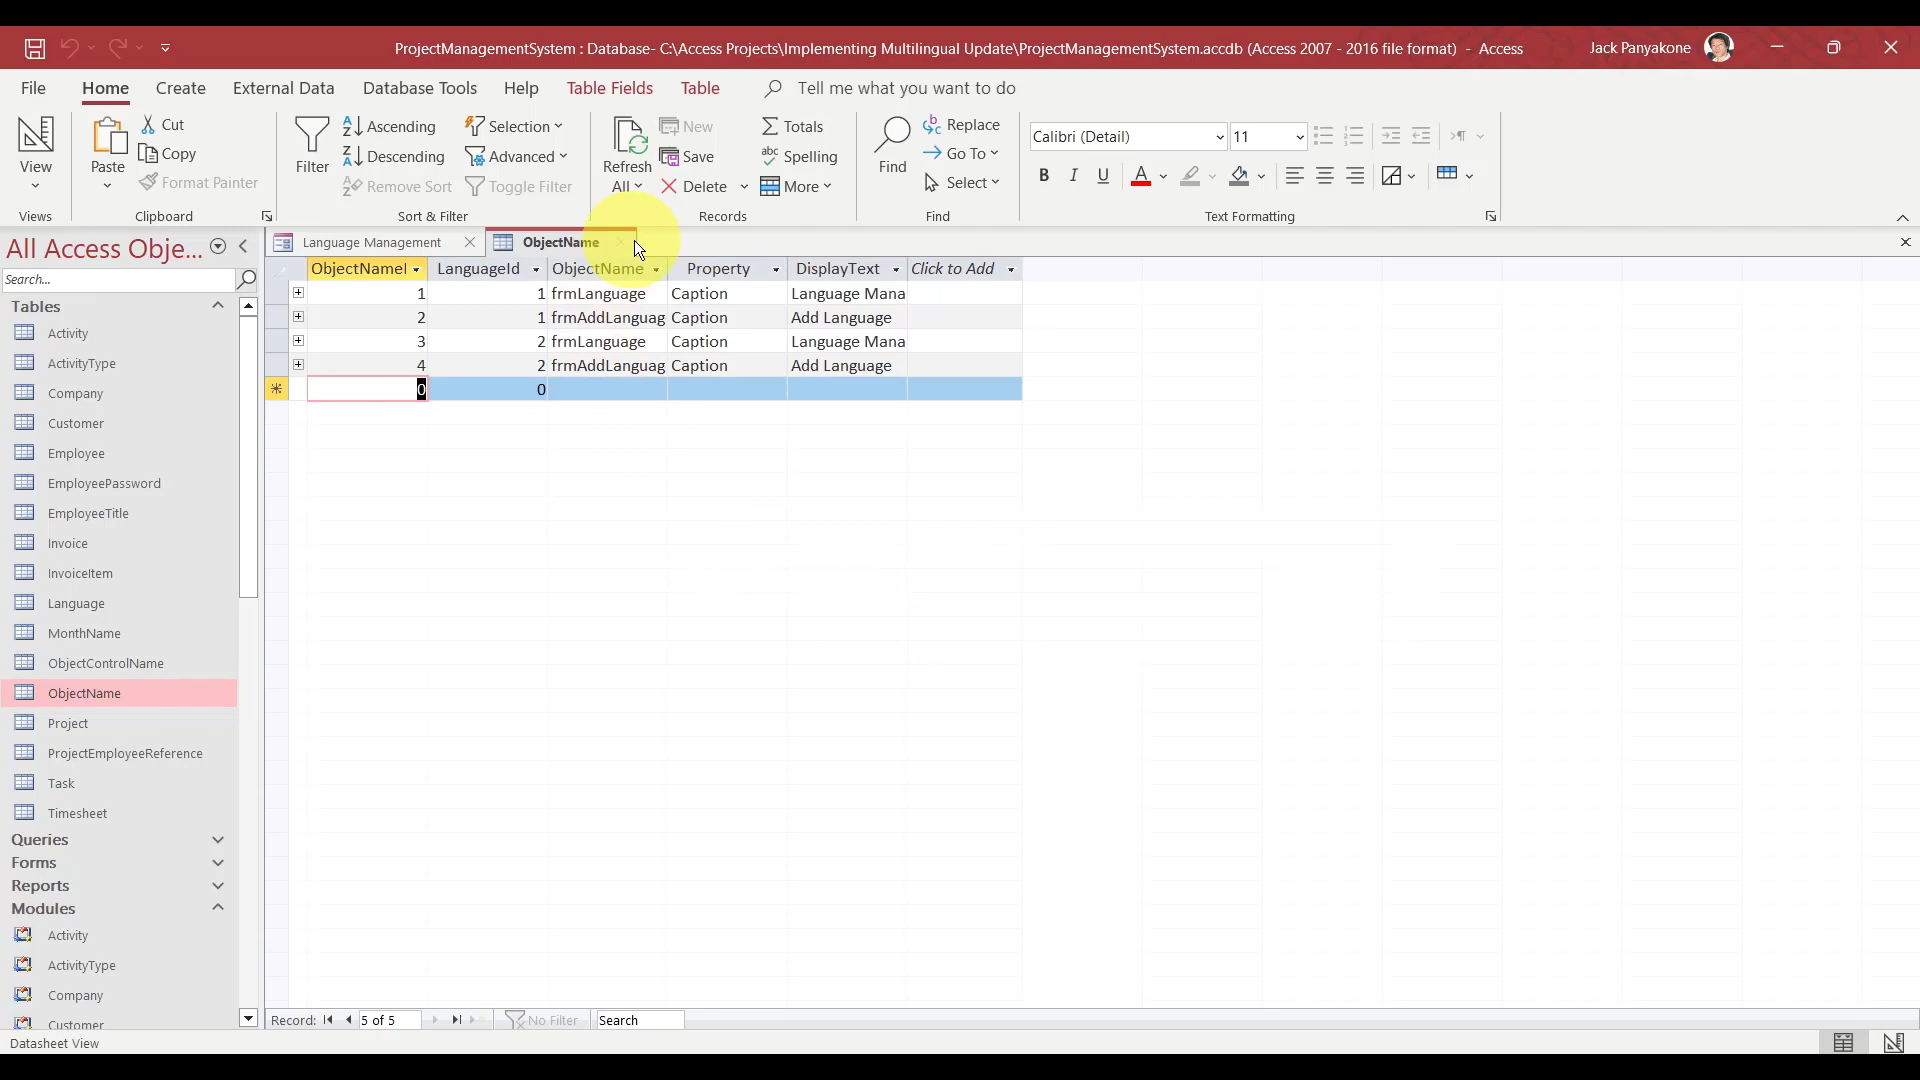 ProjectManagementSystem : Database- C:\Access Projects\Implementing Multilingual Update\ProjectManagementSystem.accdb (Access 2007 - 2016 file format) - Access
Jack Panyakone
File Home Create External Data Database Tools Help Table Fields Table Tell me what you want to do
View
Views
Paste
Cut
Copy
Format Painter
Clipboard
Filter
Ascending
Descending
Remove Sort
Selection
Advanced
Toggle Filter
Sort & Filter
Refresh
All
New
Save
Delete
Totals
Spelling
More
Records
Find
Replace
Go To
Select
Find
Calibri (Detail) 11
B I U A
Text Formatting
All Access Obje...
Search...
Tables
Activity
ActivityType
Company
Customer
Employee
EmployeePassword
EmployeeTitle
Invoice
InvoiceItem
Language
MonthName
ObjectControlName
ObjectName
Project
ProjectEmployeeReference
Task
Timesheet
Queries
Forms
Reports
Modules
Activity
ActivityType
Company
Customer
Language Management ObjectName
ObjectNameI LanguageId ObjectName Property DisplayText Click to Add
1 1 frmLanguage Caption Language Mana
2 1 frmAddLanguag Caption Add Language
3 2 frmLanguage Caption Language Mana
4 2 frmAddLanguag Caption Add Language
0 0
Record: 5 of 5 No Filter Search
Datasheet View